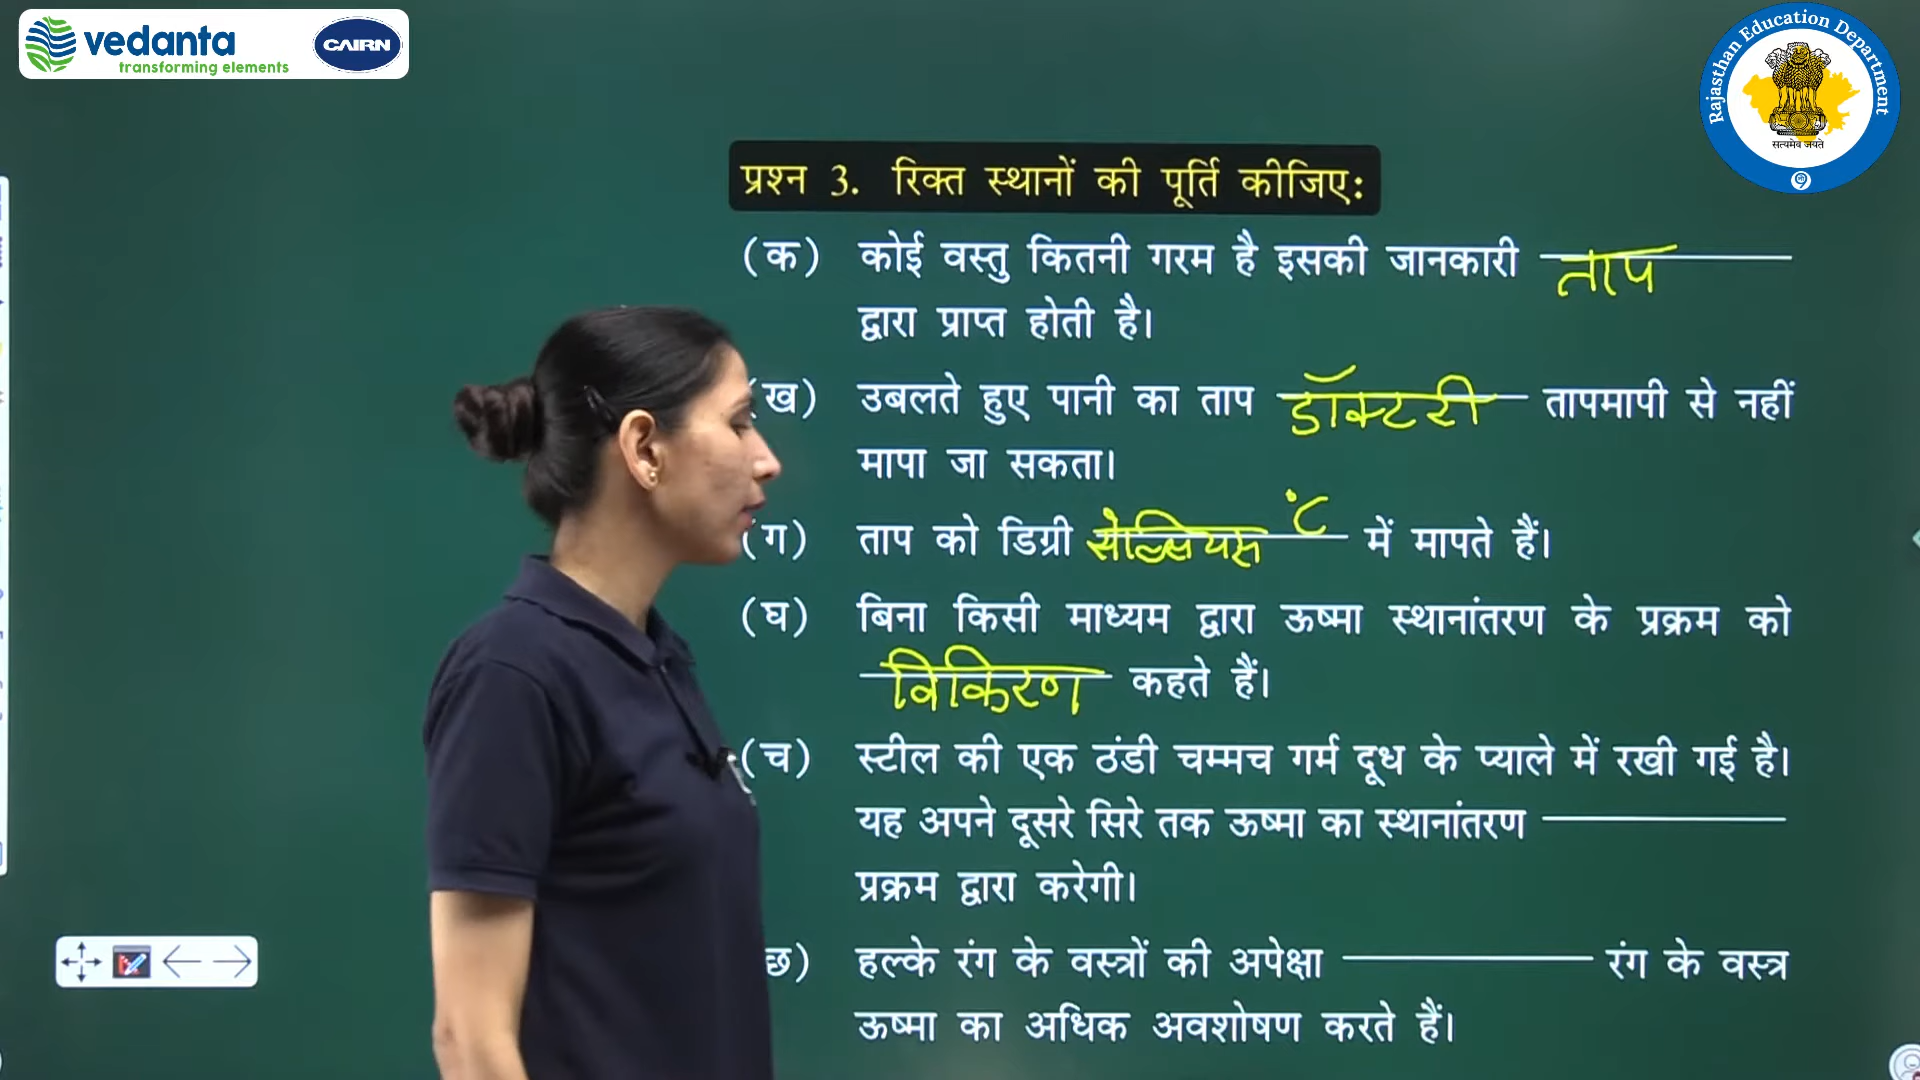 vedanta
transforming elements
CAIRN
Rajasthan Education Department
सत्यमेव जयते
प्रश्न 3. रिक्त स्थानों की पूर्ति कीजिए:
(क) कोई वस्तु कितनी गरम है इसकी जानकारी ताप
द्वारा प्राप्त होती है।
(ख) उबलते हुए पानी का ताप डॉक्टरी तापमापी से नहीं
मापा जा सकता।
(ग) ताप को डिग्री सेल्सियस °C में मापते हैं।
(घ) बिना किसी माध्यम द्वारा ऊष्मा स्थानांतरण के प्रक्रम को
विकिरण कहते हैं।
(च) स्टील की एक ठंडी चम्मच गर्म दूध के प्याले में रखी गई है।
यह अपने दूसरे सिरे तक ऊष्मा का स्थानांतरण
प्रक्रम द्वारा करेगी।
छ) हल्के रंग के वस्त्रों की अपेक्षा रंग के वस्त्र
ऊष्मा का अधिक अवशोषण करते हैं।